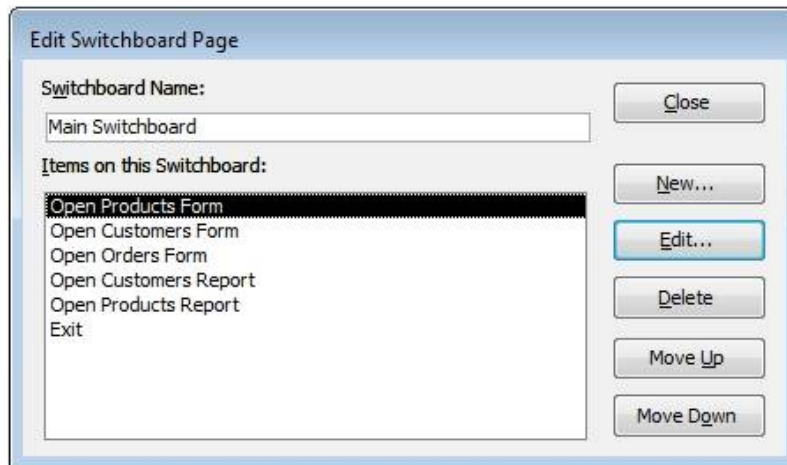 Edit Switchboard Page
Switchboard Name:
Close
Main Switchboard
Items on this Switchboard:
New...
Open Products Form
Open Customers Form
Edit...
Open Orders Form
Open Customers Report
Open Products Report
Delete
Exit
Move Up
Move Down